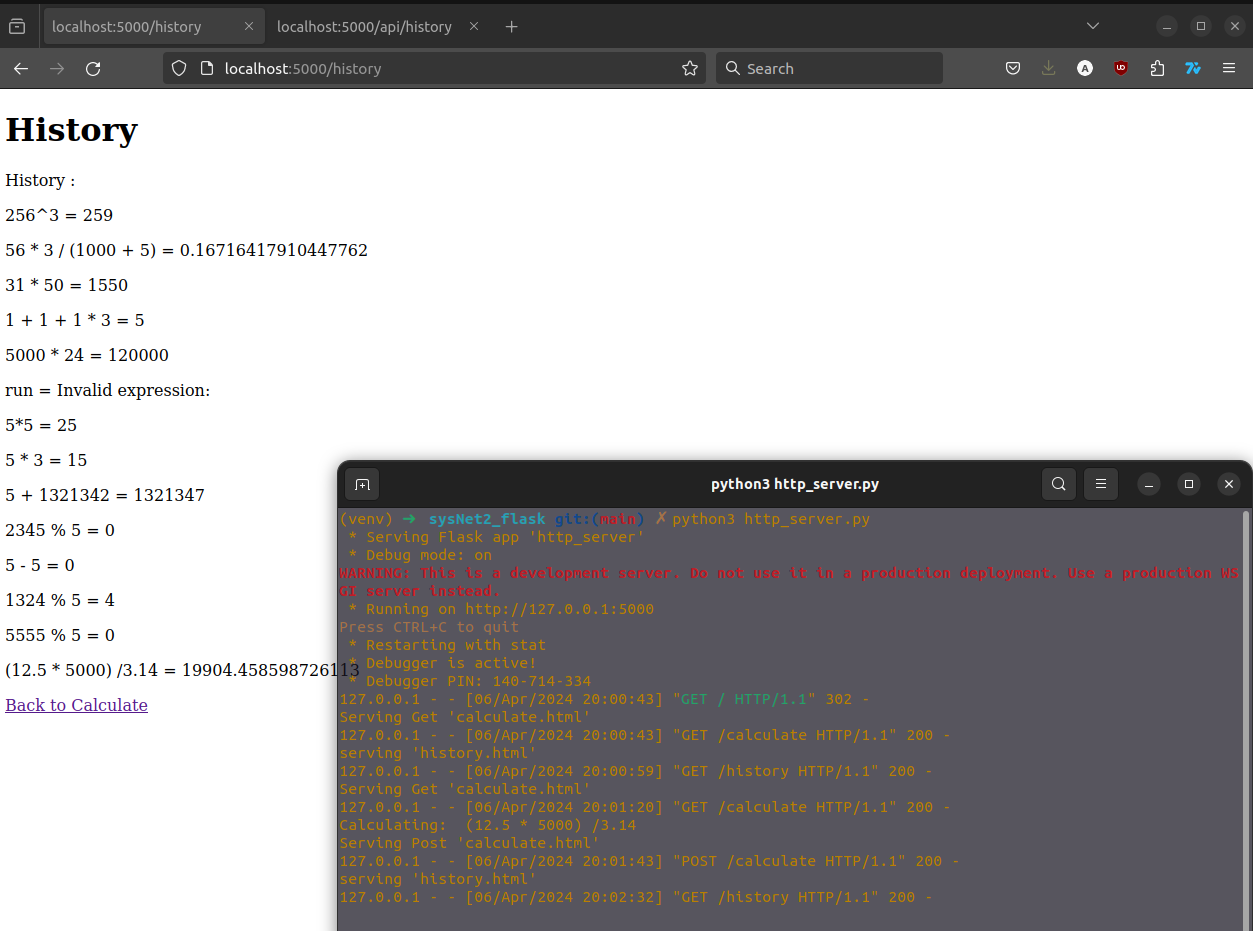 localhost:5000/history
localhost:5000/api/history
localhost:5000/history
Search
History
History :
256^3 = 259
56 * 3 / (1000 + 5) = 0.16716417910447762
31 * 50 = 1550
1 + 1 + 1 * 3 = 5
5000 * 24 = 120000
run = Invalid expression:
5*5 = 25
5 * 3 = 15
5 + 1321342 = 1321347
2345 % 5 = 0
5 - 5 = 0
1324 % 5 = 4
5555 % 5 = 0
(12.5 * 5000) /3.14 = 19904.458598726113
Back to Calculate
python3 http_server.py
(venv) ➜ sysNet2_flask git:(main) ✗ python3 http_server.py
* Serving Flask app 'http_server'
* Debug mode: on
WARNING: This is a development server. Do not use it in a production deployment. Use a production WS
GI server instead.
* Running on http://127.0.0.1:5000
Press CTRL+C to quit
* Restarting with stat
* Debugger is active!
* Debugger PIN: 140-714-334
127.0.0.1 - - [06/Apr/2024 20:00:43] "GET / HTTP/1.1" 302 -
Serving Get 'calculate.html'
127.0.0.1 - - [06/Apr/2024 20:00:43] "GET /calculate HTTP/1.1" 200 -
serving 'history.html'
127.0.0.1 - - [06/Apr/2024 20:00:59] "GET /history HTTP/1.1" 200 -
Serving Get 'calculate.html'
127.0.0.1 - - [06/Apr/2024 20:01:20] "GET /calculate HTTP/1.1" 200 -
Calculating:  (12.5 * 5000) /3.14
Serving Post 'calculate.html'
127.0.0.1 - - [06/Apr/2024 20:01:43] "POST /calculate HTTP/1.1" 200 -
serving 'history.html'
127.0.0.1 - - [06/Apr/2024 20:02:32] "GET /history HTTP/1.1" 200 -